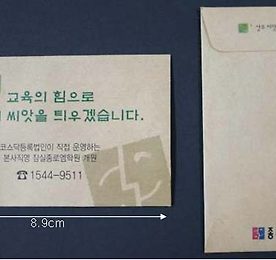 교육의 힘으로
씨앗을 틔우겠습니다.
코스닥등록법인이 직접 운영하는
본사직영 잠실종로엠학원 개원
☎1544-9511
8.9cm
종